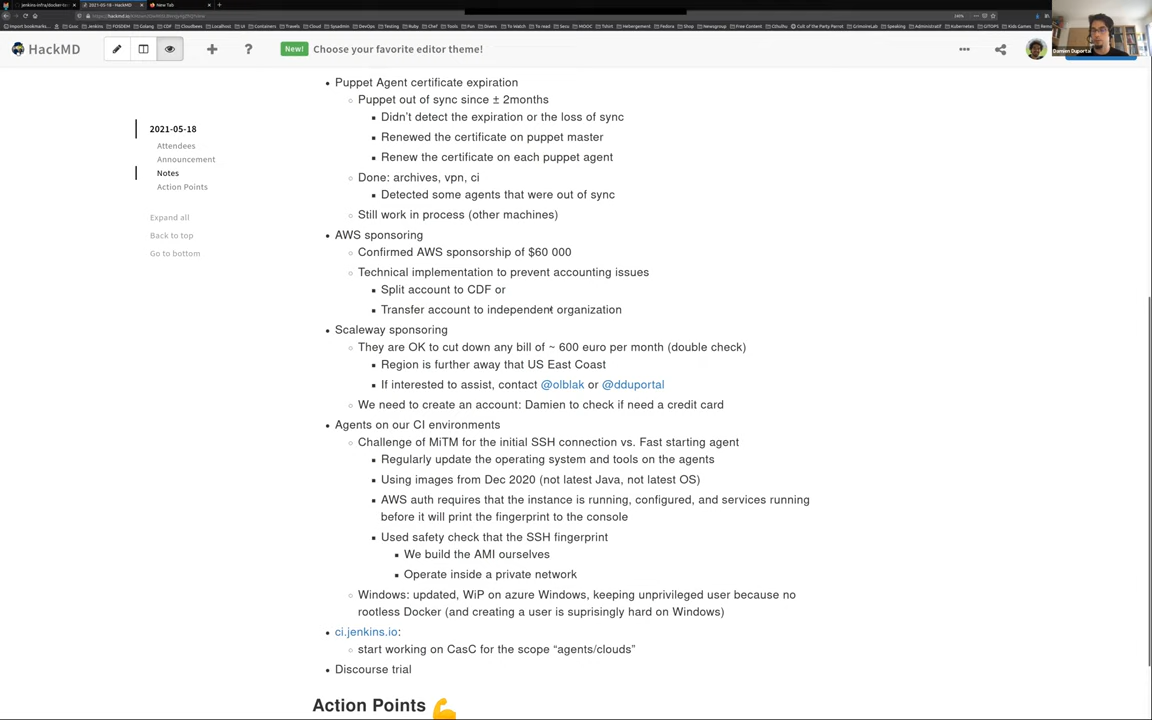 jenkins-infra/docker-
2021-05-18 - HackMD
New Tab
HackMD
New!
Choose your favorite editor theme!
Damien Duportal
2021-05-18
Attendees
Announcement
Notes
Action Points
Expand all
Back to top
Go to bottom
Puppet Agent certificate expiration
Puppet out of sync since ± 2months
Didn't detect the expiration or the loss of sync
Renewed the certificate on puppet master
Renew the certificate on each puppet agent
Done: archives, vpn, ci
Detected some agents that were out of sync
Still work in process (other machines)
AWS sponsoring
Confirmed AWS sponsorship of $60 000
Technical implementation to prevent accounting issues
Split account to CDF or
Transfer account to independent organization
Scaleway sponsoring
They are OK to cut down any bill of ~ 600 euro per month (double check)
Region is further away that US East Coast
If interested to assist, contact @olblak or @dduportal
We need to create an account: Damien to check if need a credit card
Agents on our CI environments
Challenge of MiTM for the initial SSH connection vs. Fast starting agent
Regularly update the operating system and tools on the agents
Using images from Dec 2020 (not latest Java, not latest OS)
AWS auth requires that the instance is running, configured, and services running
before it will print the fingerprint to the console
Used safety check that the SSH fingerprint
We build the AMI ourselves
Operate inside a private network
Windows: updated, WiP on azure Windows, keeping unprivileged user because no
rootless Docker (and creating a user is suprisingly hard on Windows)
ci.jenkins.io:
start working on CasC for the scope “agents/clouds”
Discourse trial
Action Points 💪